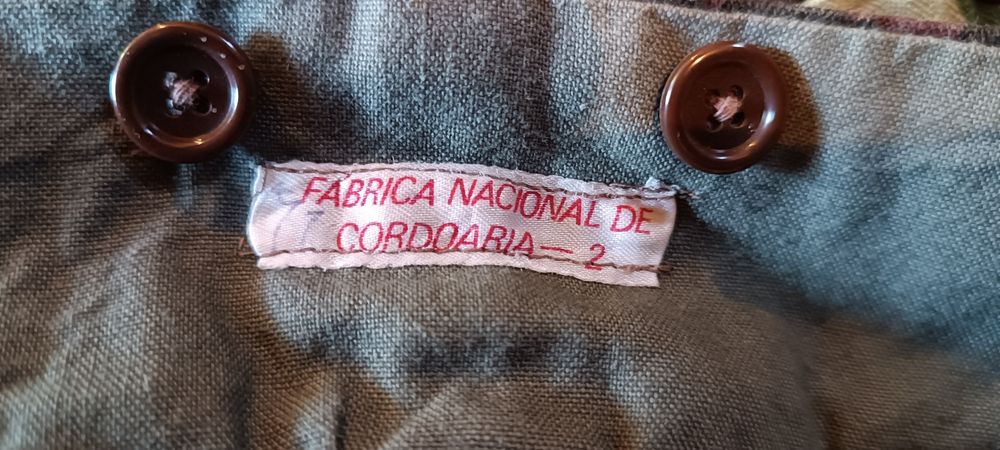 FABRICA NACIONAL DE
CORDOARIA — 2